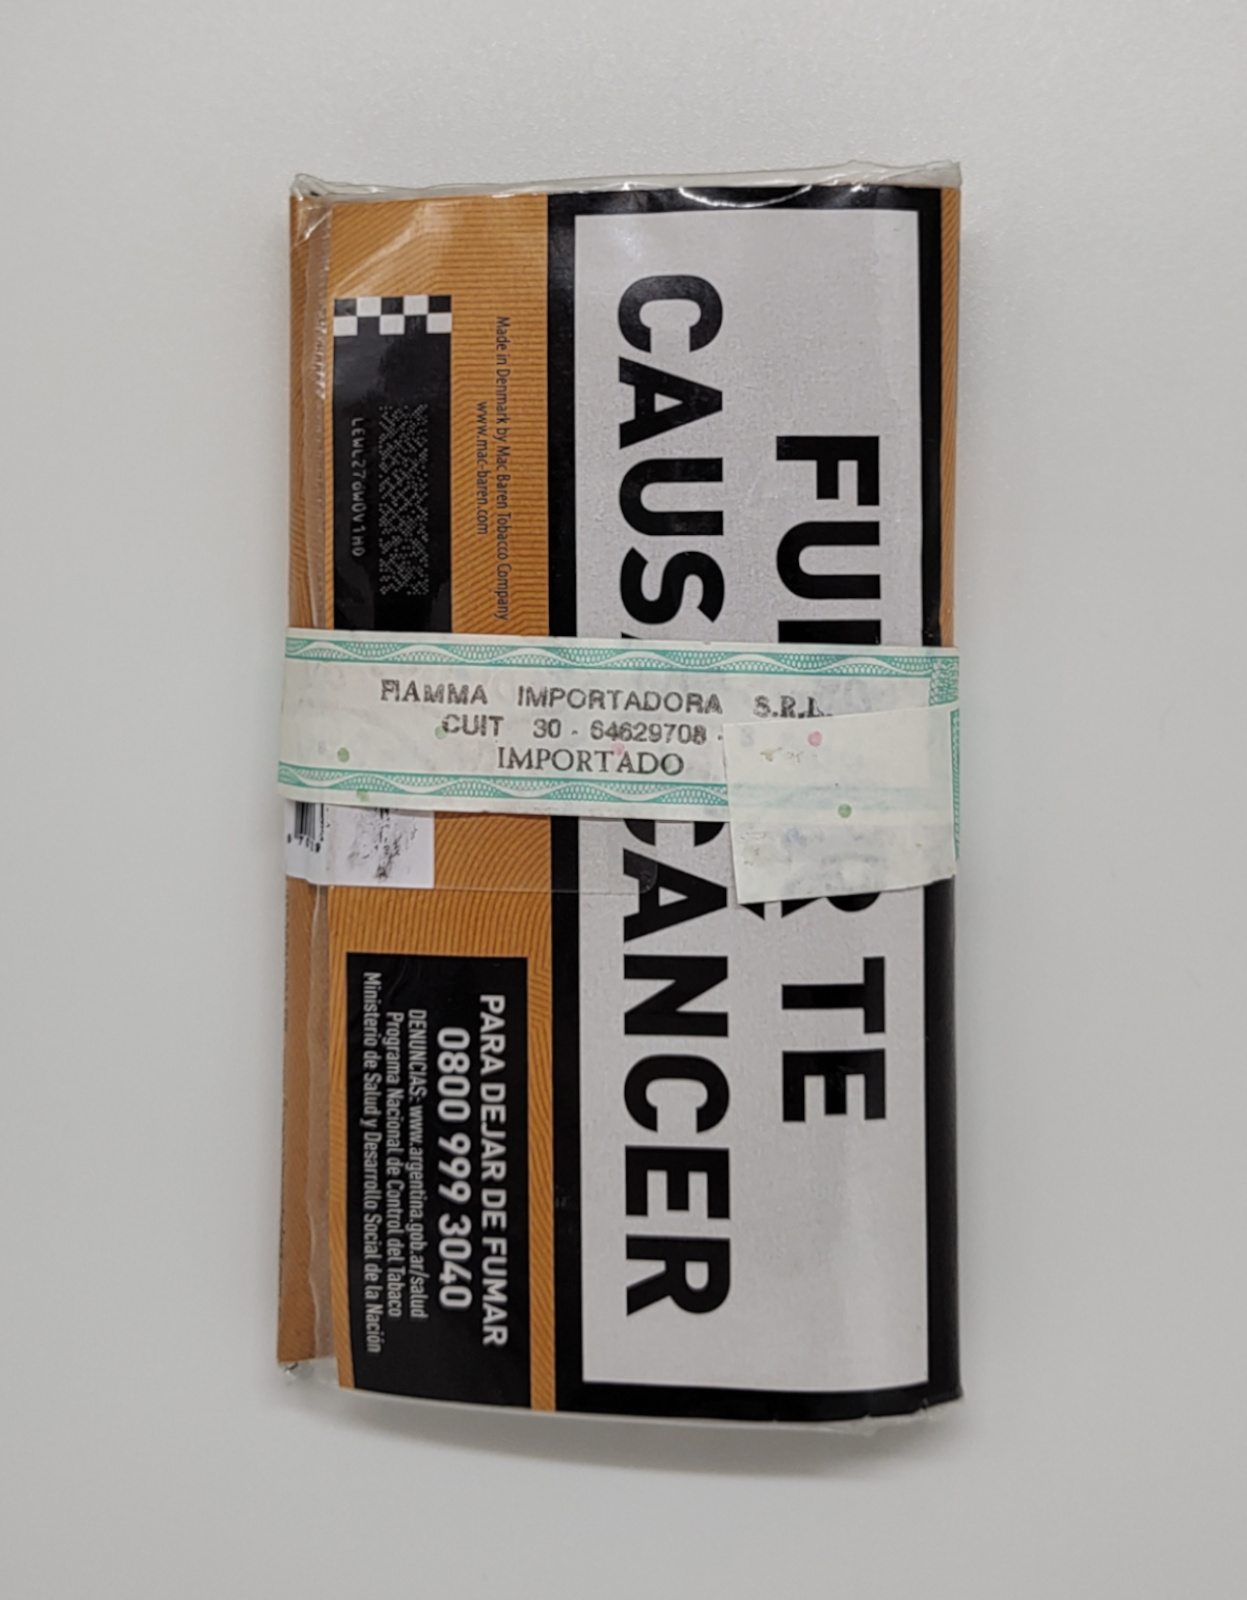 FU R TE
CAUSA CÁNCER
Made in Denmark by Mac Baren Tobacco Company
www.mac-baren.com
LEWL276W0V1H0
FIAMMA IMPORTADORA S.R.L.
CUIT 30 - 64629708 -
IMPORTADO
PARA DEJAR DE FUMAR
0800 999 3040
DENUNCIAS: www.argentina.gob.ar/salud
Programa Nacional de Control del Tabaco
Ministerio de Salud y Desarrollo Social de la Nación